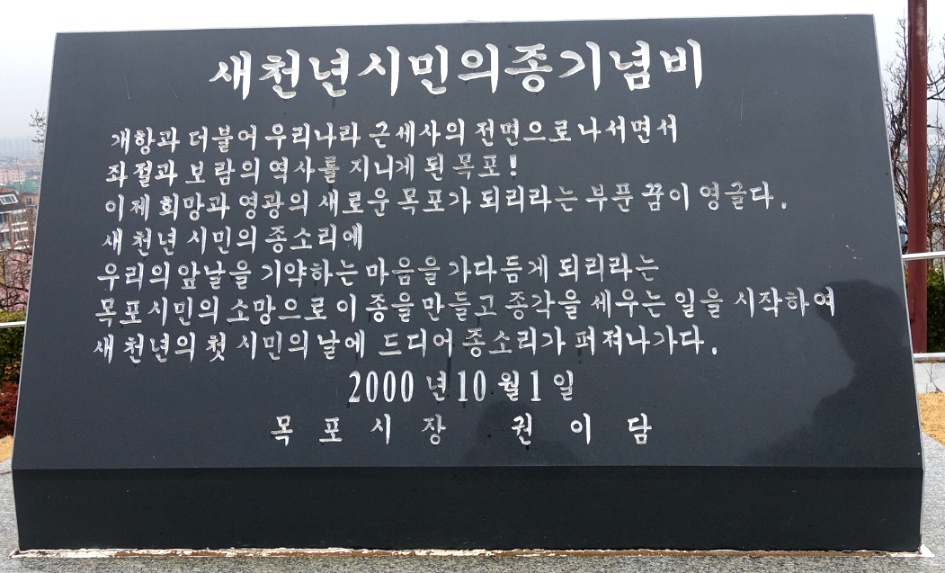 새천년시민의종기념비
개항과 더불어 우리나라 근세사의 전면으로 나서면서
좌절과 보람의 역사를 지니게 된 목포!
이제 희망과 영광의 새로운 목포가 되리라는 부푼 꿈이 영글다.
새 천년 시민의 종소리에
우리의 앞날을 기약하는 마음을 가다듬게 되리라는
목포시민의 소망으로 이 종을 만들고 종각을 세우는 일을 시작하여
새 천년의 첫 시민의 날에 드디어 종소리가 퍼져나가다.
2000 년 10 월 1 일
목 포 시 장 권 이 담